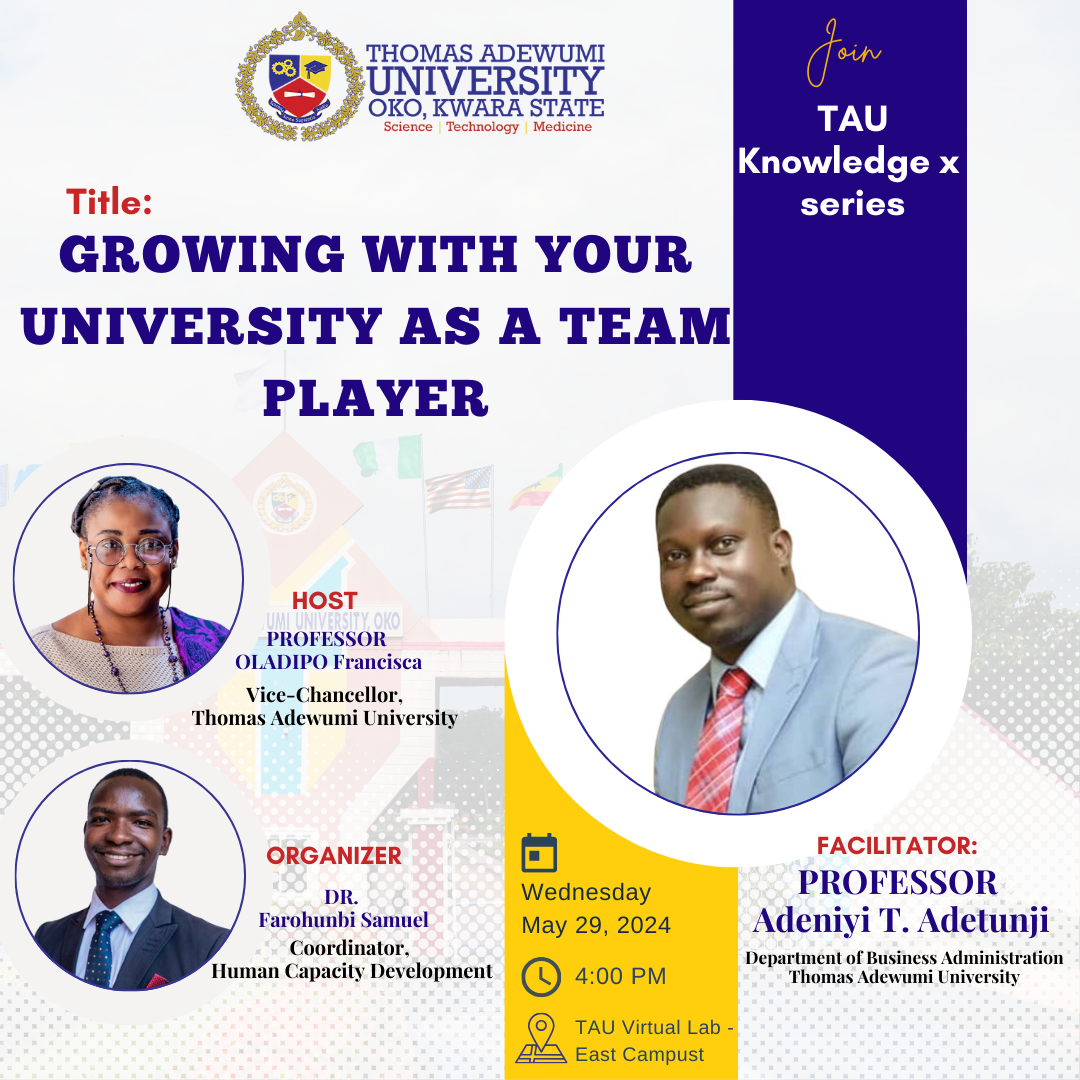 THOMAS ADEWUMI
UNIVERSITY
OKO, KWARA STATE
Science | Technology | Medicine
Join
TAU
Knowledge x
series
Title:
GROWING WITH YOUR
UNIVERSITY AS A TEAM
PLAYER
HOST
UMI UNIVERSITY, OKO
PROFESSOR
OLADIPO Francisca
Vice-Chancellor,
Thomas Adewumi University
ORGANIZER
DR.
Farohunbi Samuel
Coordinator,
Human Capacity Development
Wednesday
May 29, 2024
4:00 PM
TAU Virtual Lab -
East Campust
FACILITATOR:
PROFESSOR
Adeniyi T. Adetunji
Department of Business Administration
Thomas Adewumi University